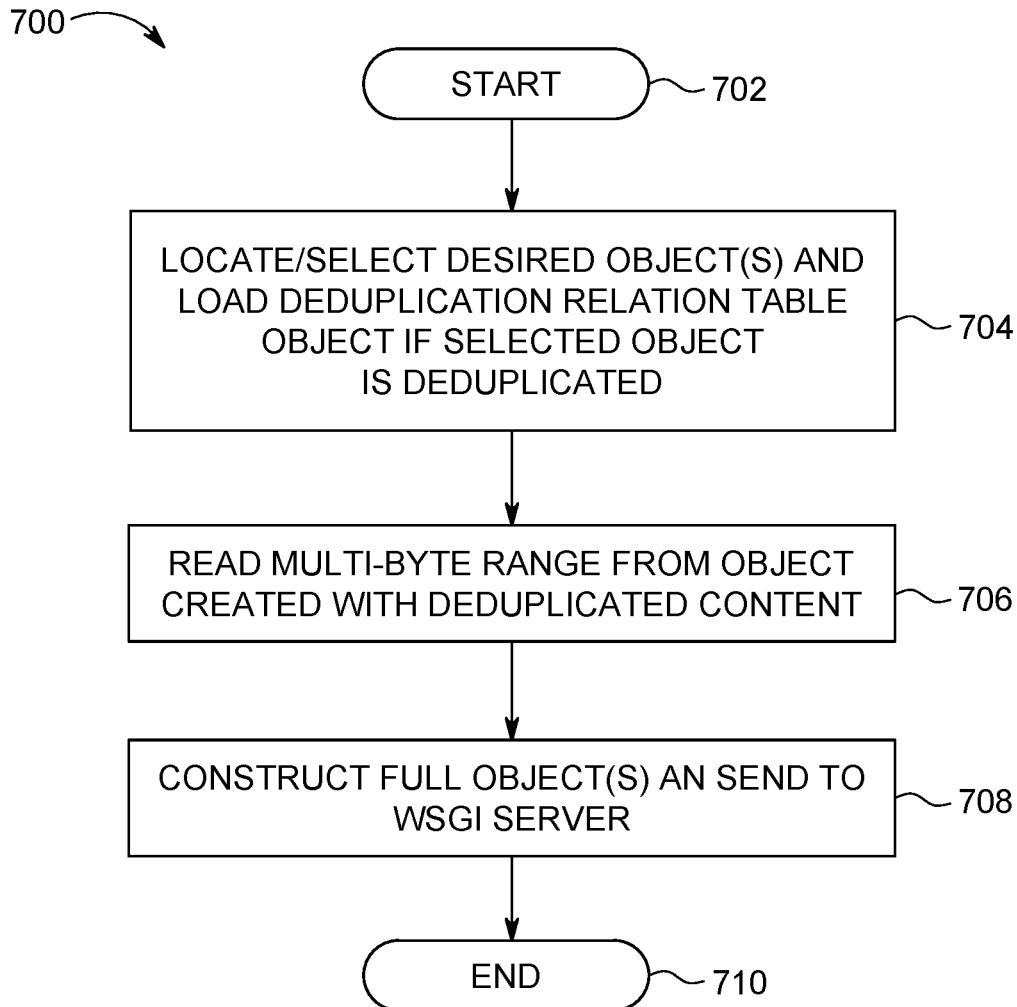 700
START
702
LOCATE/SELECT DESIRED OBJECT(S) AND
LOAD DEDUPLICATION RELATION TABLE
OBJECT IF SELECTED OBJECT
IS DEDUPLICATED
704
READ MULTI-BYTE RANGE FROM OBJECT
CREATED WITH DEDUPLICATED CONTENT
706
CONSTRUCT FULL OBJECT(S) AN SEND TO
WSGI SERVER
708
END
710